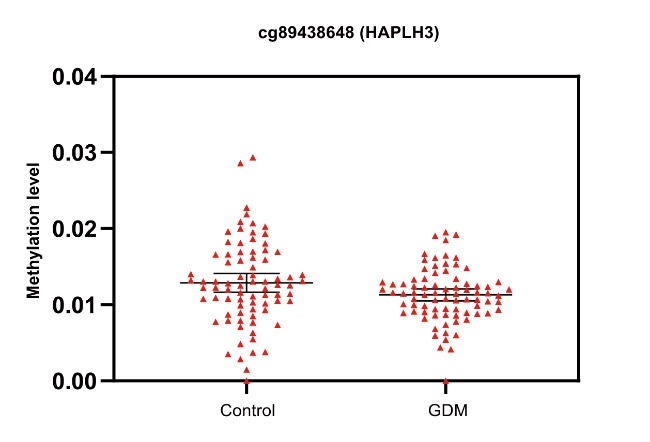 cg89438648 (HAPLH3)
0.04
0.03
0.02
0.01
0.00
Methylation level
Control
GDM